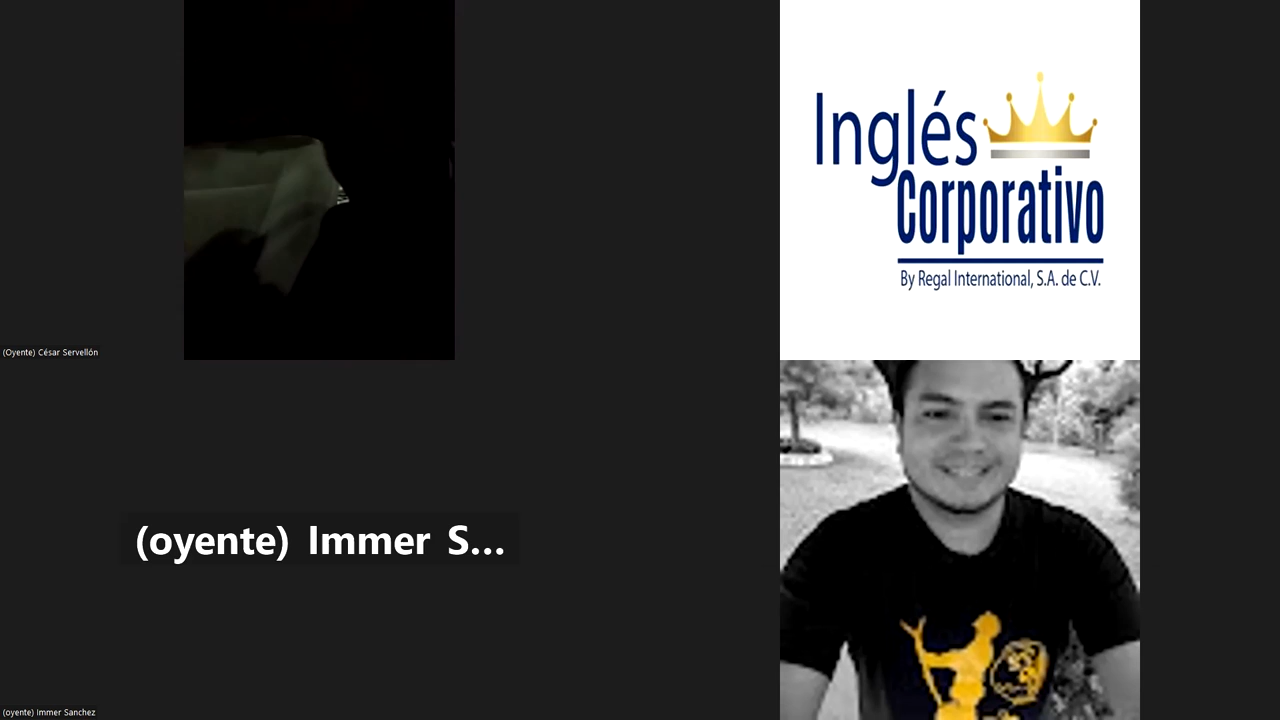 Inglés
Corporativo
By Regal International, S.A. de C.V.
(Oyente) César Servellón
(oyente) Immer S...
(oyente) Immer Sanchez